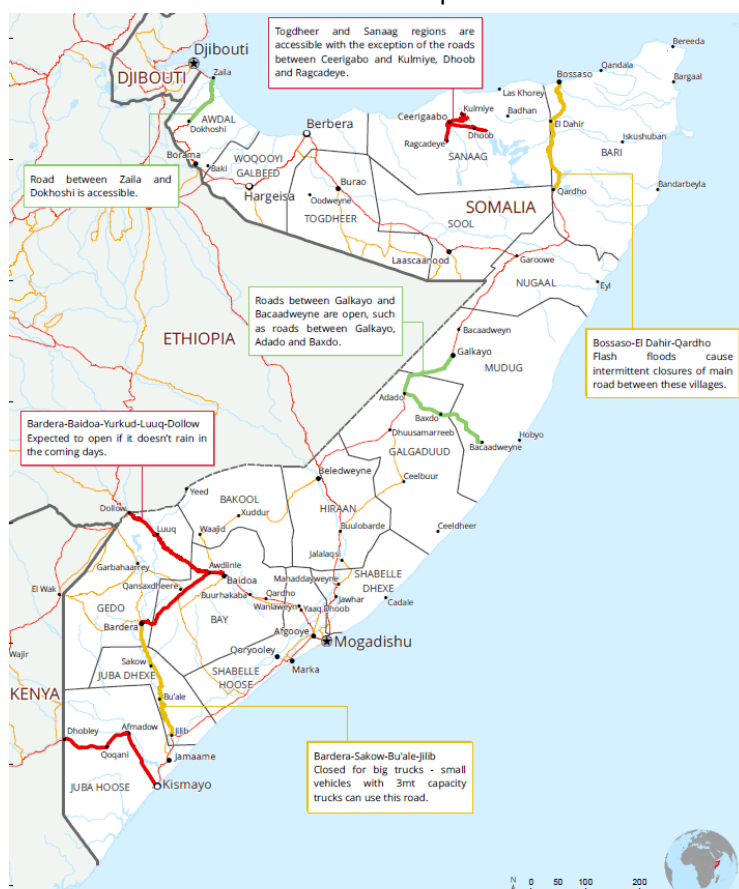 Togdheer and Sanaag regions are
accessible with the exception of the roads
between Ceerigabo and Kulmiye, Dhoob
and Ragcadeye.
Bereeda
Djibouti
Qandala
DJIBOUTI
Zaila
Bossaso
Bargaal
Las Khorey
Kulmiye
Badhan
AWDAL
Dokhoshi
Berbera
Ceerigaabo
El Dahir
Dhoob
Iskushuban
Ragcadeye
SANAAG
BARI
Borama
Baki
WOQOOYI
GALBEED
Road between Zaila and
Dokhoshi is accessible.
Hargeisa
Burao
Oodweyne
TOGDHEER
Qardho
Bandarbeyla
SOMALIA
SOOL
Laascaanood
Garoowe
NUGAAL
Eyl
Roads between Galkayo and
Bacaadweyne are open, such
as roads between Galkayo,
Adado and Baxdo.
ETHIOPIA
Bacaadweyn
Galkayo
MUDUG
Bossaso-El Dahir-Qardho
Flash floods cause
intermittent closures of main
road between these villages.
Adado
Baxdo
Bardera-Baidoa-Yurkud-Luuq-Dollow
Expected to open if it doesn't rain in
the coming days.
Dhuusamarreeb
Hobyo
Bacaadweyne
GALGADUUD
Beledweyne
Ceelbuur
Yeed
BAKOOL
Xuddur
HIRAAN
Dollow
Luuq
Waajid
Buulobarde
Ceeldheer
Jalalaqs
Garbahaarrey
Awdiinle
Baidoa
SHABELLE
DHEXE
El Wak
Qansaxdheere
Mahaddayweyne
Buurhakaba
Qardho
Jawhar
Cadale
GEDO
Wanlaweyn
Yaaq Dhoob
BAY
Bardera
Afgooye
Mogadishu
Wajir
Qoryooley
Sakow
JUBA DHEXE
SHABELLE
HOOSE
Marka
KENYA
Bu'ale
Dhobley
Afmadow
Jilib
Qoqani
Jamaame
Bardera-Sakow-Bu'ale-Jilib
Closed for big trucks - small
vehicles with 3mt capacity
trucks can use this road.
JUBA HOOSE
Kismayo
N
0 50 100 200